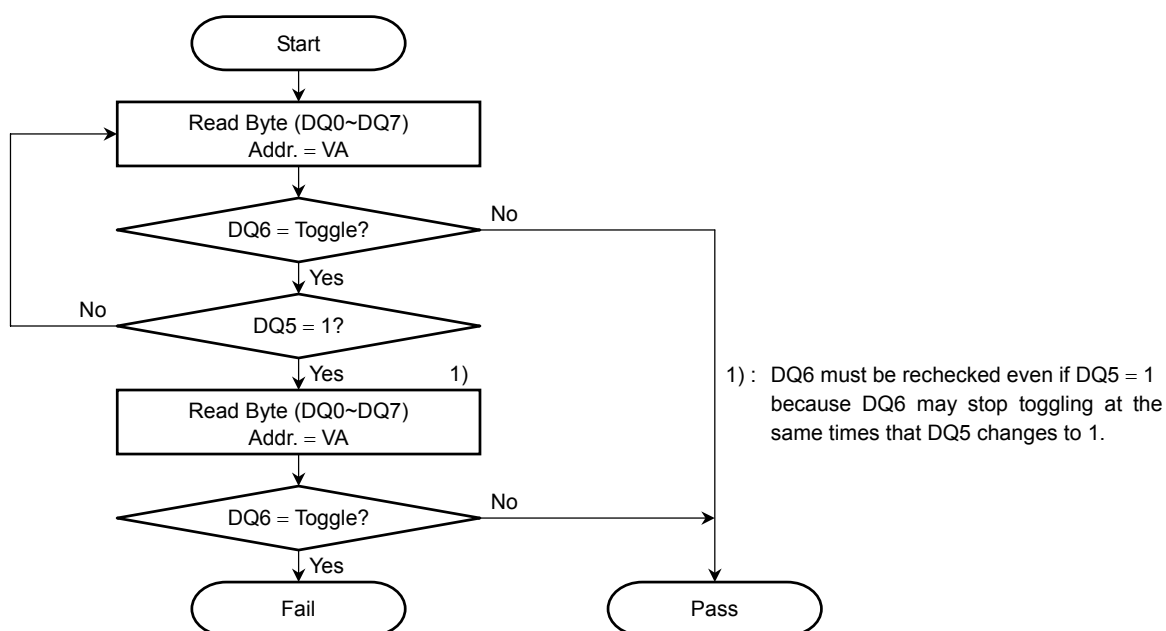 Start
Read Byte (DQ0~DQ7)
Addr. = VA
DQ6 = Toggle?
No
Yes
No
DQ5 = 1?
Yes
1)
Read Byte (DQ0~DQ7)
Addr. = VA
1) : DQ6 must be rechecked even if DQ5 = 1
because DQ6 may stop toggling at the
same times that DQ5 changes to 1.
DQ6 = Toggle?
No
Yes
Fail
Pass